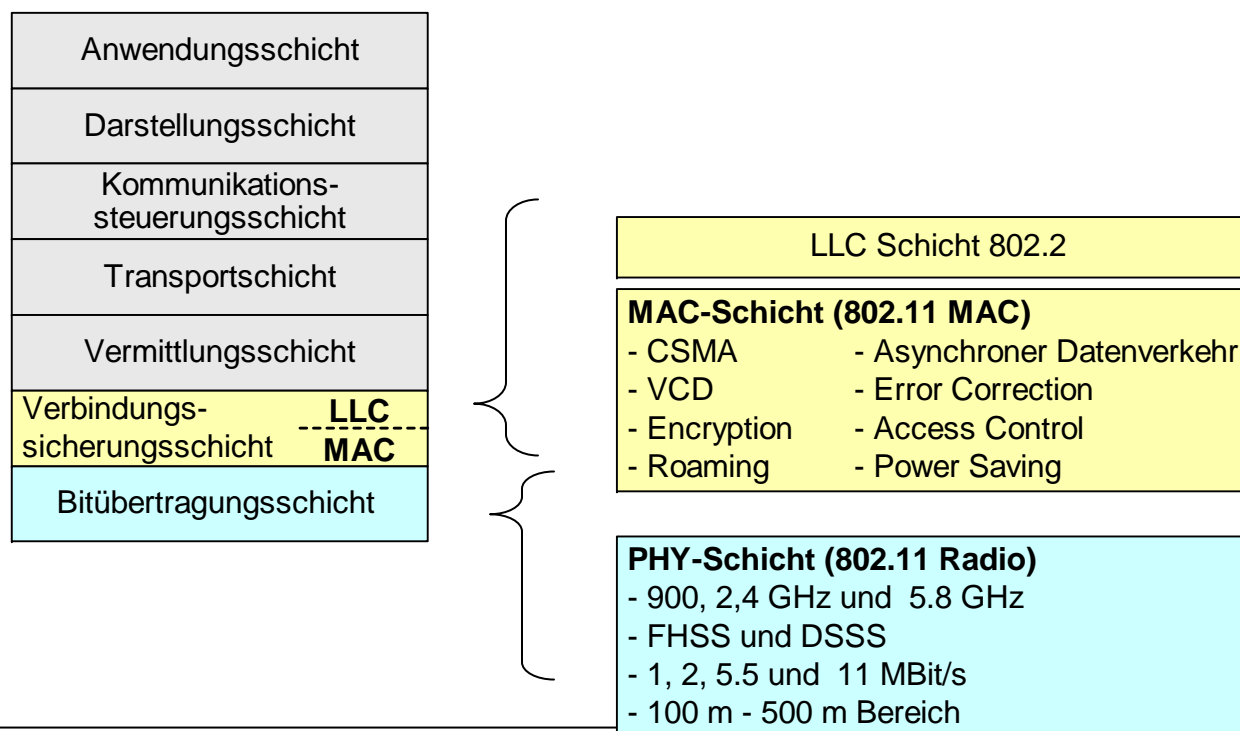 Anwendungsschicht
Darstellungsschicht
Kommunikations-
steuerungsschicht
Transportschicht
Vermittlungsschicht
Verbindungs- LLC
sicherungsschicht MAC
Bitübertragungsschicht
LLC Schicht 802.2
MAC-Schicht (802.11 MAC)
- CSMA - Asynchroner Datenverkehr
- VCD - Error Correction
- Encryption - Access Control
- Roaming - Power Saving
PHY-Schicht (802.11 Radio)
- 900, 2,4 GHz und 5.8 GHz
- FHSS und DSSS
- 1, 2, 5.5 und 11 MBit/s
- 100 m - 500 m Bereich